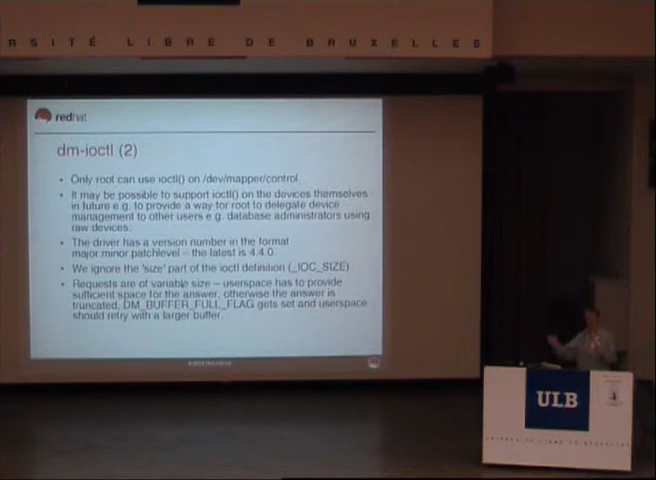 RSITÉ LIBRE DE BRUXELLES
redhat
dm-ioctl (2)
• Only root can use ioctl() on /dev/mapper/control
• It may be possible to support ioctl() on the devices themselves
in future e.g. to provide a way for root to delegate device
management to other users e.g. database administrators using
raw devices.
• The driver has a version number in the format
major.minor.patchlevel – the latest is 4.4.0.
• We ignore the 'size' part of the ioctl definition (_IOC_SIZE)
• Requests are of variable size – userspace has to provide
sufficient space for the answer, otherwise the answer is
truncated, DM_BUFFER_FULL_FLAG gets set and userspace
should retry with a larger buffer.
ULB